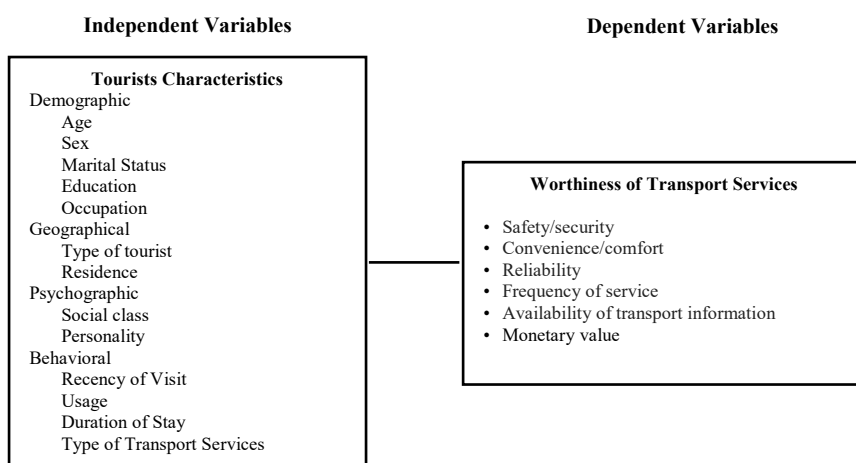 Independent Variables
Dependent Variables
Tourists Characteristics
Demographic
Age
Sex
Marital Status
Education
Occupation
Geographical
Type of tourist
Residence
Psychographic
Social class
Personality
Behavioral
Recency of Visit
Usage
Duration of Stay
Type of Transport Services
Worthiness of Transport Services
• Safety/security
• Convenience/comfort
• Reliability
• Frequency of service
• Availability of transport information
• Monetary value